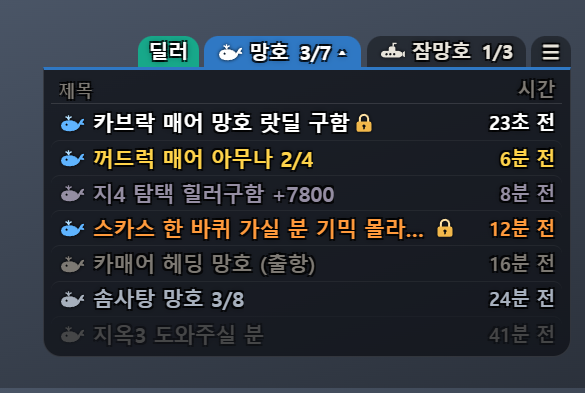 딜러 망호 3/7 잠망호 1/3
제목 시간
카브락 매어 망호 랏딜 구함 23초 전
꺼드럭 매어 아무나 2/4 6분 전
지4 탐택 힐러구함 +7800 8분 전
스카스 한 바퀴 가실 분 기믹 몰라... 12분 전
카매어 헤딩 망호 (출항) 16분 전
솜사탕 망호 3/8 24분 전
지옥3 도와주실 분 41분 전